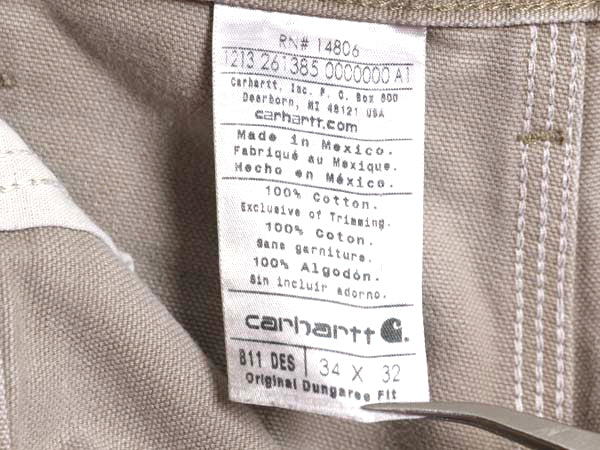 RN# 14806
1213 261385 0000000 A1
Carhartt, Inc. P. O. Box 600
Dearborn, MI 48121 USA
carhartt.com
Made in Mexico.
Fabriqué au Mexique.
Hecho en México.
100% Cotton.
Exclusive of Trimming.
100% Coton.
Sans garniture.
100% Algodón.
Sin incluir adorno.
carhartt
B11 DES 34 X 32
Original Dungaree Fit